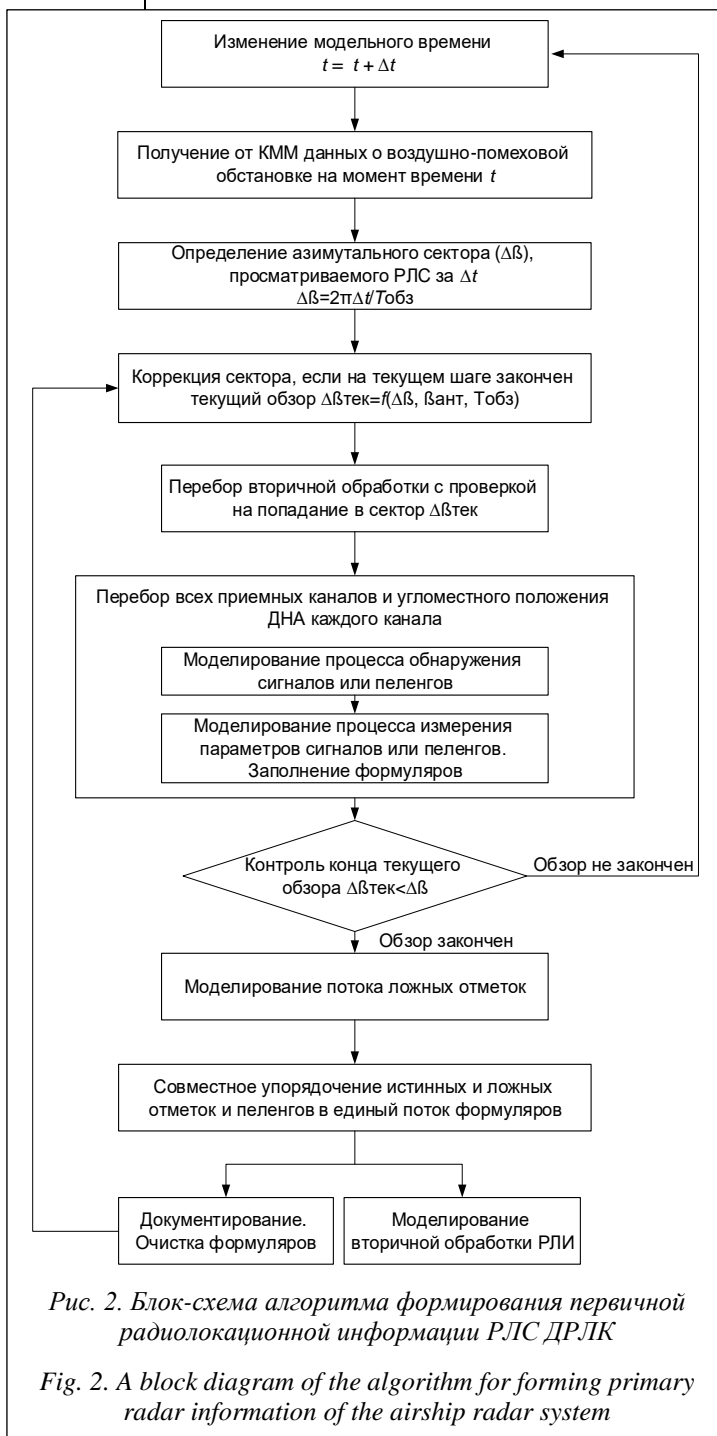 Изменение модельного времени
t = t + Δt
Получение от КММ данных о воздушно-помеховой
обстановке на момент времени t
Определение азимутального сектора (Δß),
просматриваемого РЛС за Δt
Δß=2πΔt/Tобз
Коррекция сектора, если на текущем шаге закончен
текущий обзор Δßтек=f(Δß, ßант, Тобз)
Перебор вторичной обработки с проверкой
на попадание в сектор Δßтек
Перебор всех приемных каналов и угломестного положения
ДНА каждого канала
Моделирование процесса обнаружения
сигналов или пеленгов
Моделирование процесса измерения
параметров сигналов или пеленгов.
Заполнение формуляров
Контроль конца текущего
обзора Δßтек<Δß
Обзор не закончен
Обзор закончен
Моделирование потока ложных отметок
Совместное упорядочение истинных и ложных
отметок и пеленгов в единый поток формуляров
Документирование.
Очистка формуляров
Моделирование
вторичной обработки РЛИ
Рис. 2. Блок-схема алгоритма формирования первичной
радиолокационной информации РЛС ДРЛК
Fig. 2. A block diagram of the algorithm for forming primary
radar information of the airship radar system